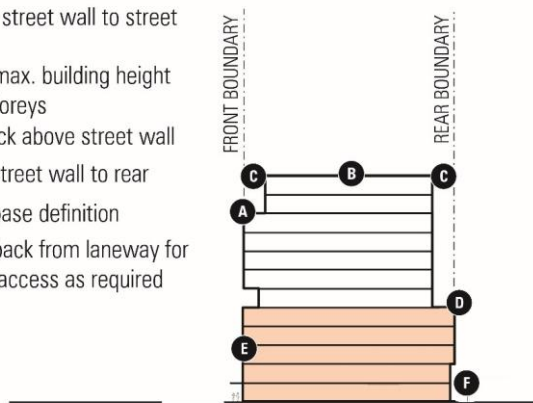 street wall to street
max. building height
oreys
ck above street wall
street wall to rear
base definition
back from laneway for
access as required
FRONT BOUNDARY
REAR BOUNDARY
C
B
C
A
D
E
F